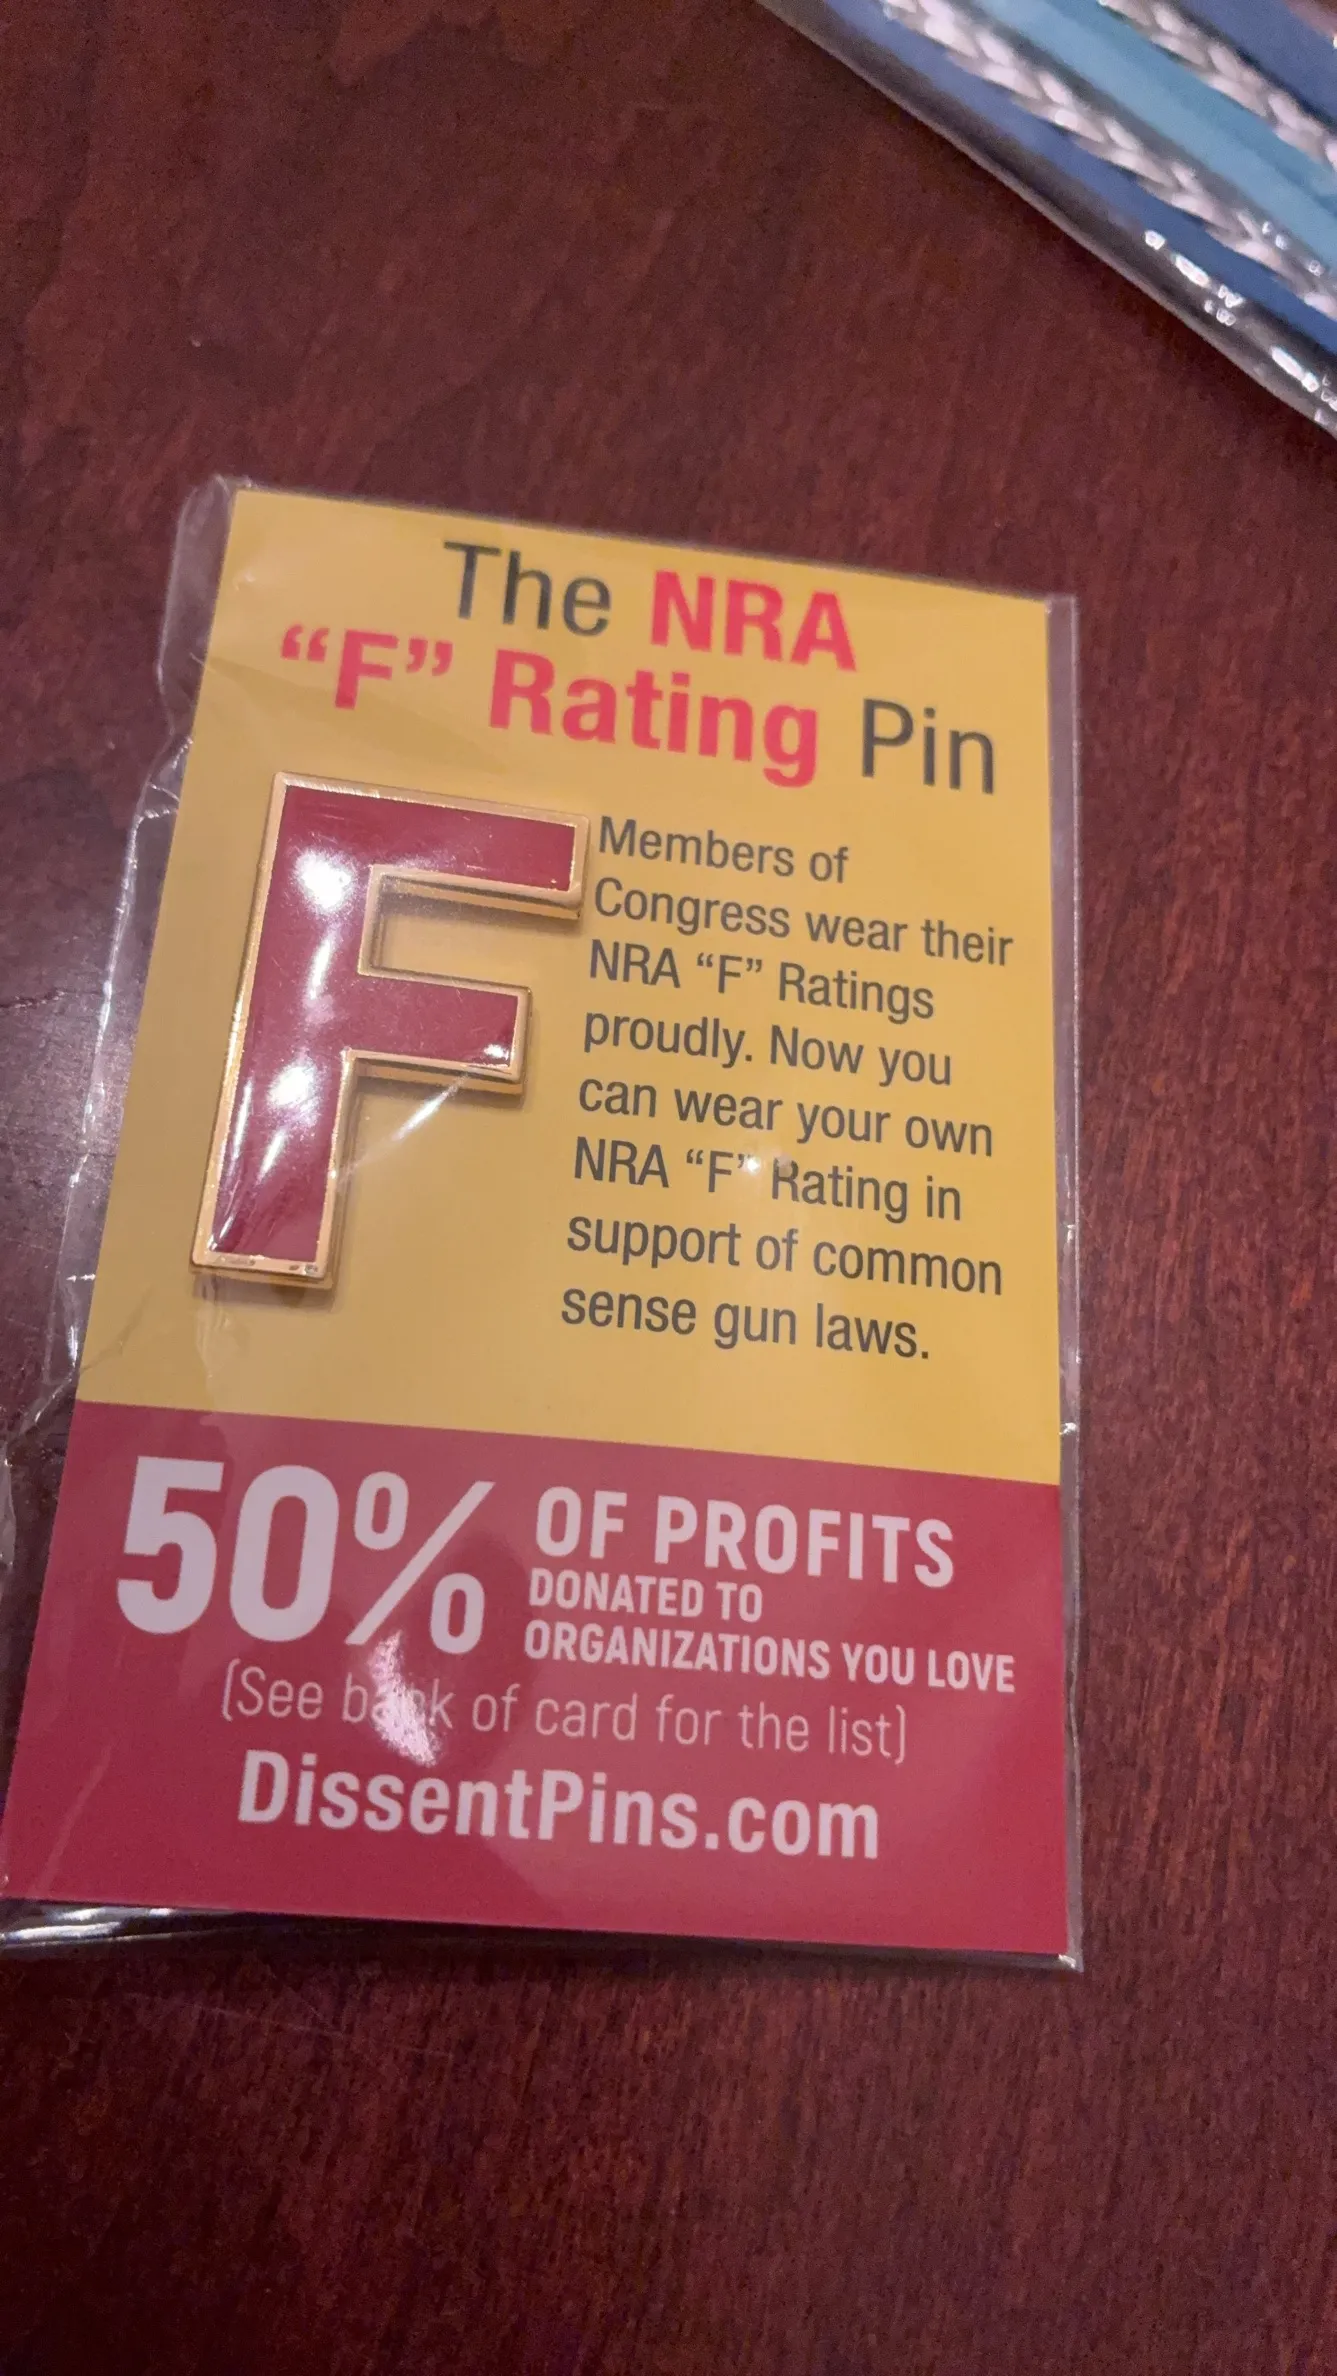 The NRA
“F” Rating Pin
F
Members of
Congress wear their
NRA “F” Ratings
proudly. Now you
can wear your own
NRA “F” Rating in
support of common
sense gun laws.
50% OF PROFITS
DONATED TO
ORGANIZATIONS YOU LOVE
(See back of card for the list)
DissentPins.com